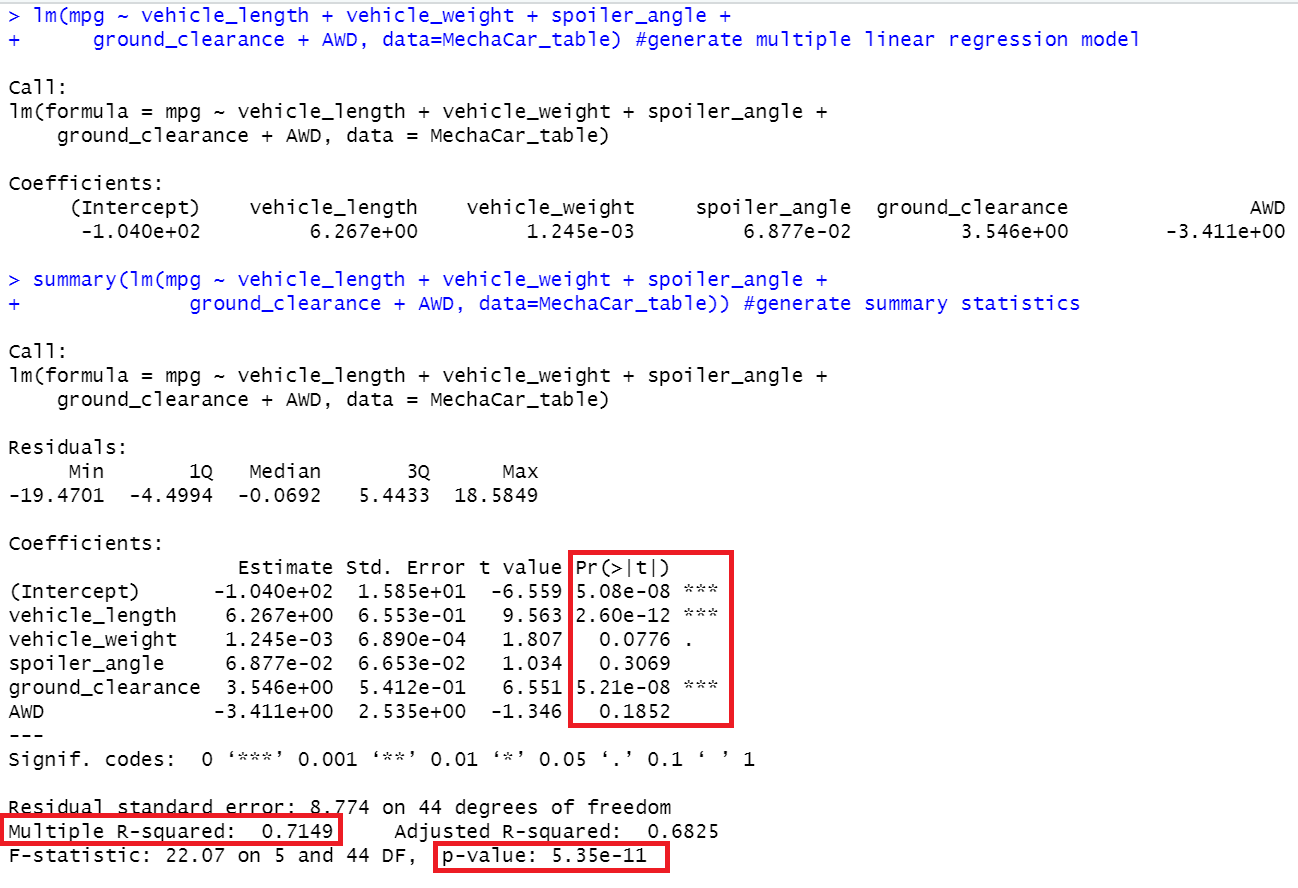 > lm(mpg ~ vehicle_length + vehicle_weight + spoiler_angle +
+      ground_clearance + AWD, data=MechaCar_table) #generate multiple linear regression model

Call:
lm(formula = mpg ~ vehicle_length + vehicle_weight + spoiler_angle +
    ground_clearance + AWD, data = MechaCar_table)

Coefficients:
     (Intercept)    vehicle_length    vehicle_weight     spoiler_angle  ground_clearance               AWD
      -1.040e+02         6.267e+00         1.245e-03         6.877e-02         3.546e+00        -3.411e+00

> summary(lm(mpg ~ vehicle_length + vehicle_weight + spoiler_angle +
+              ground_clearance + AWD, data=MechaCar_table)) #generate summary statistics

Call:
lm(formula = mpg ~ vehicle_length + vehicle_weight + spoiler_angle +
    ground_clearance + AWD, data = MechaCar_table)

Residuals:
     Min       1Q   Median       3Q      Max
-19.4701  -4.4994  -0.0692   5.4433  18.5849

Coefficients:
                   Estimate Std. Error t value Pr(>|t|)
(Intercept)      -1.040e+02  1.585e+01  -6.559 5.08e-08 ***
vehicle_length    6.267e+00  6.553e-01   9.563 2.60e-12 ***
vehicle_weight    1.245e-03  6.890e-04   1.807   0.0776 .
spoiler_angle     6.877e-02  6.653e-02   1.034   0.3069
ground_clearance  3.546e+00  5.412e-01   6.551 5.21e-08 ***
AWD              -3.411e+00  2.535e+00  -1.346   0.1852
---
Signif. codes:  0 ‘***’ 0.001 ‘**’ 0.01 ‘*’ 0.05 ‘.’ 0.1 ‘ ’ 1

Residual standard error: 8.774 on 44 degrees of freedom
Multiple R-squared:  0.7149     Adjusted R-squared:  0.6825
F-statistic: 22.07 on 5 and 44 DF,  p-value: 5.35e-11